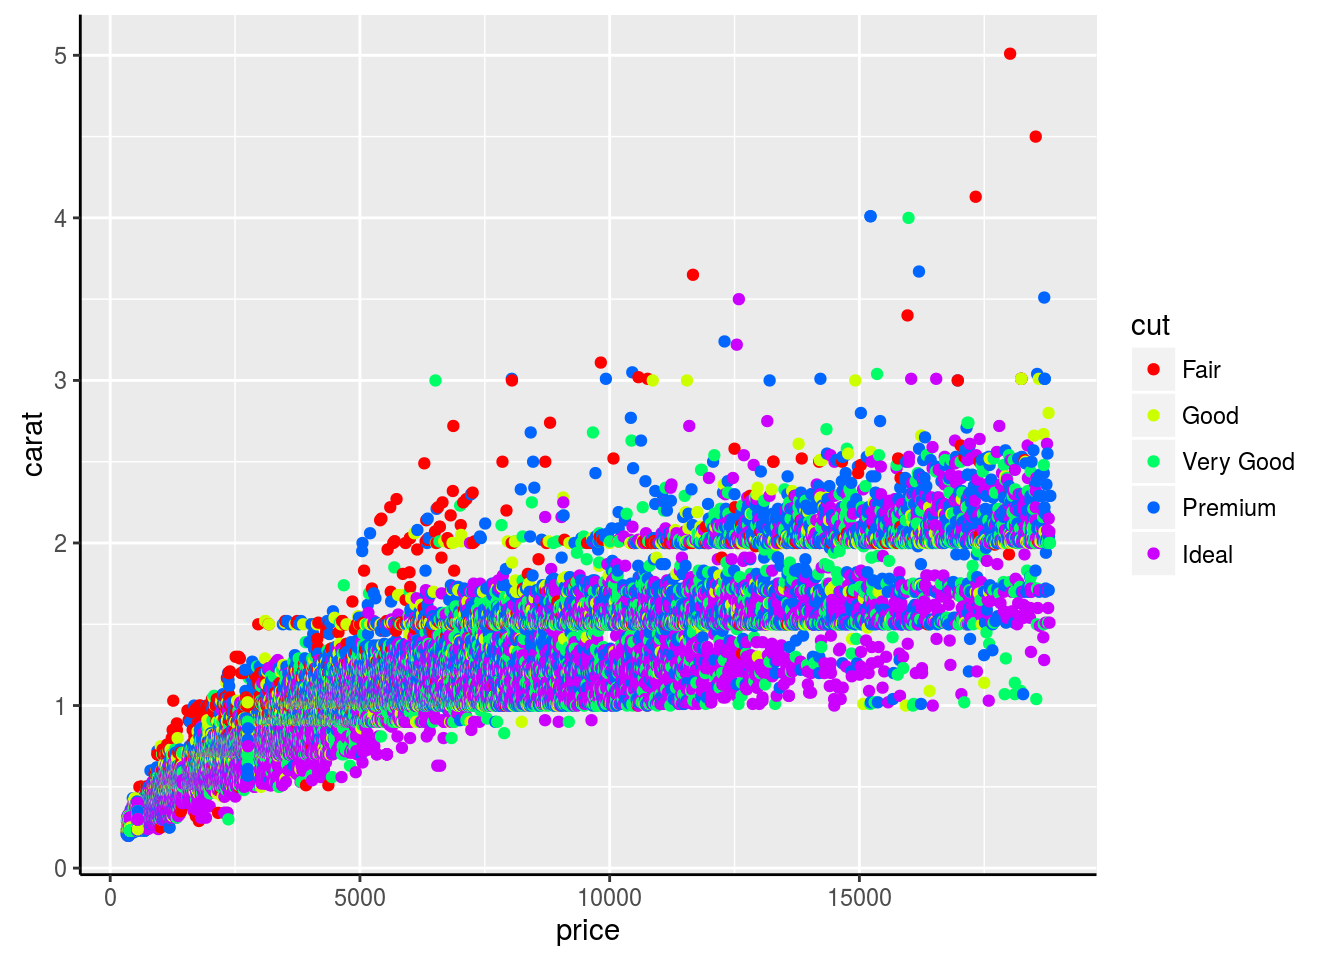 5
4
3
2
1
0
carat
0 5000 10000 15000
price
cut
Fair
Good
Very Good
Premium
Ideal